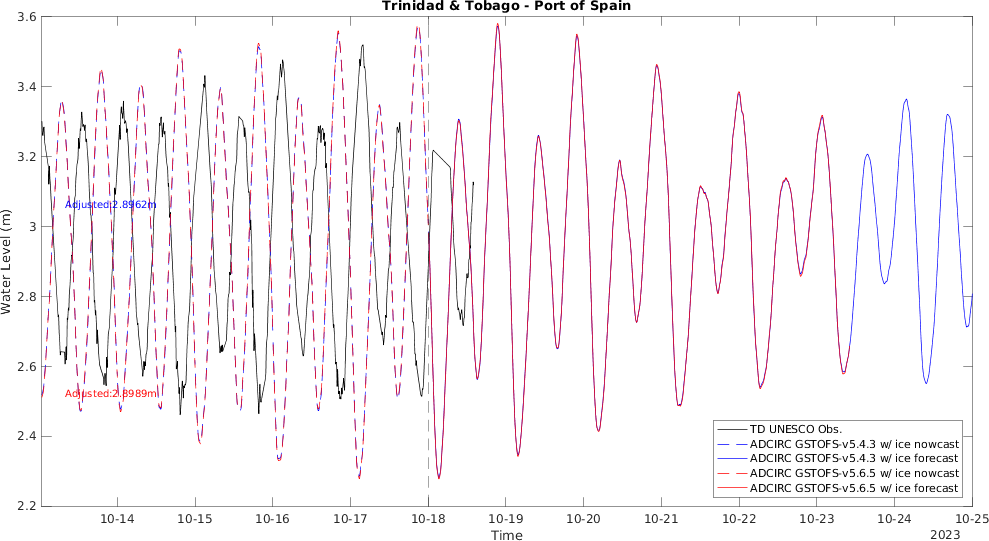 Trinidad & Tobago - Port of Spain
3.6
3.4
3.2
3
2.8
2.6
2.4
2.2
Water Level (m)
Adjusted:2.8962m
Adjusted:2.8989m
TD UNESCO Obs.
ADCIRC GSTOFS-v5.4.3 w/ ice nowcast
ADCIRC GSTOFS-v5.4.3 w/ ice forecast
ADCIRC GSTOFS-v5.6.5 w/ ice nowcast
ADCIRC GSTOFS-v5.6.5 w/ ice forecast
10-14 10-15 10-16 10-17 10-18 10-19 10-20 10-21 10-22 10-23 10-24 10-25
Time 2023